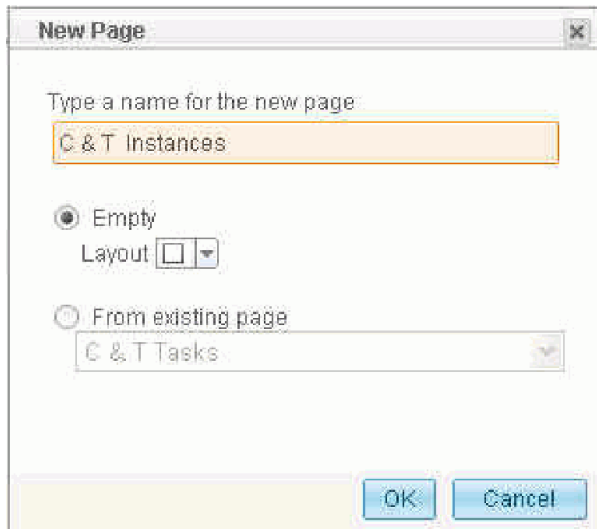 New Page
Type a name for the new page
C & T Instances
Empty
Layout
From existing page
C & T Tasks
OK Cancel